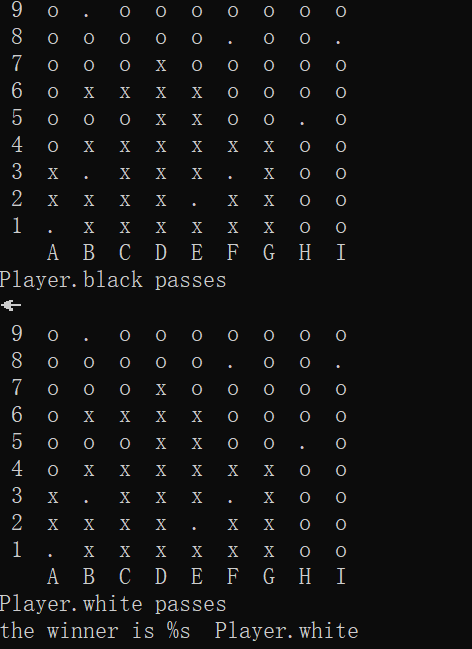 9 o . o o o o o o o
8 o o o o o . o o .
7 o o o x o o o o o
6 o x x x x o o o o
5 o o o x x o o . o
4 o x x x x x x o o
3 x . x x x . x o o
2 x x x x . x x o o
1 . x x x x x x o o
A B C D E F G H I
Player.black passes
←
9 o . o o o o o o o
8 o o o o o . o o .
7 o o o x o o o o o
6 o x x x x o o o o
5 o o o x x o o . o
4 o x x x x x x o o
3 x . x x x . x o o
2 x x x x . x x o o
1 . x x x x x x o o
A B C D E F G H I
Player.white passes
the winner is %s  Player.white